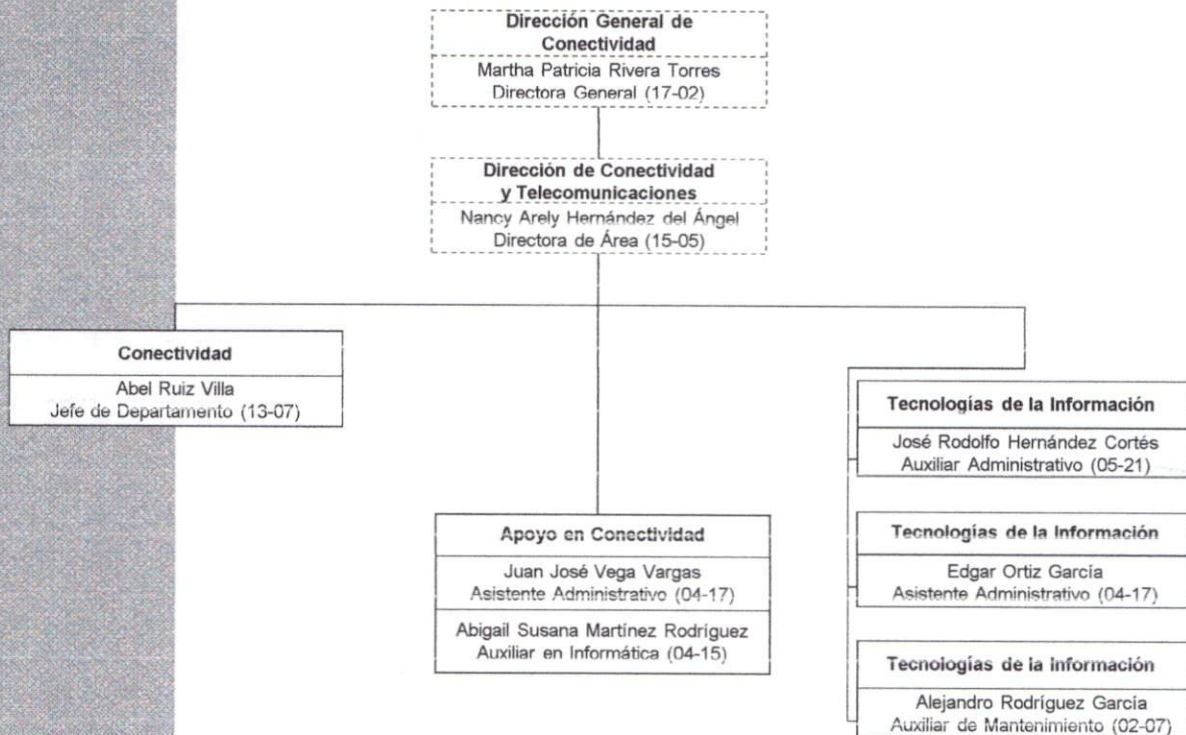 Dirección General de
Conectividad
Martha Patricia Rivera Torres
Directora General (17-02)
Dirección de Conectividad
y Telecomunicaciones
Nancy Arely Hernández del Ángel
Directora de Área (15-05)
Conectividad
Abel Ruiz Villa
Jefe de Departamento (13-07)
Apoyo en Conectividad
Juan José Vega Vargas
Asistente Administrativo (04-17)
Abigail Susana Martínez Rodríguez
Auxiliar en Informática (04-15)
Tecnologías de la Información
José Rodolfo Hernández Cortés
Auxiliar Administrativo (05-21)
Tecnologías de la Información
Edgar Ortiz García
Asistente Administrativo (04-17)
Tecnologías de la Información
Alejandro Rodríguez García
Auxiliar de Mantenimiento (02-07)